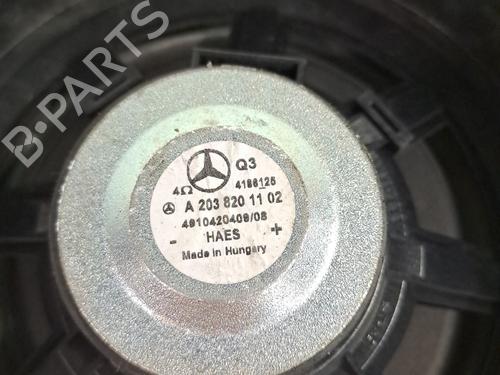 B-PARTS
Q3
4Ω 4186125
A 203 820 11 02
4910420409/08
- HAES +
Made in Hungary